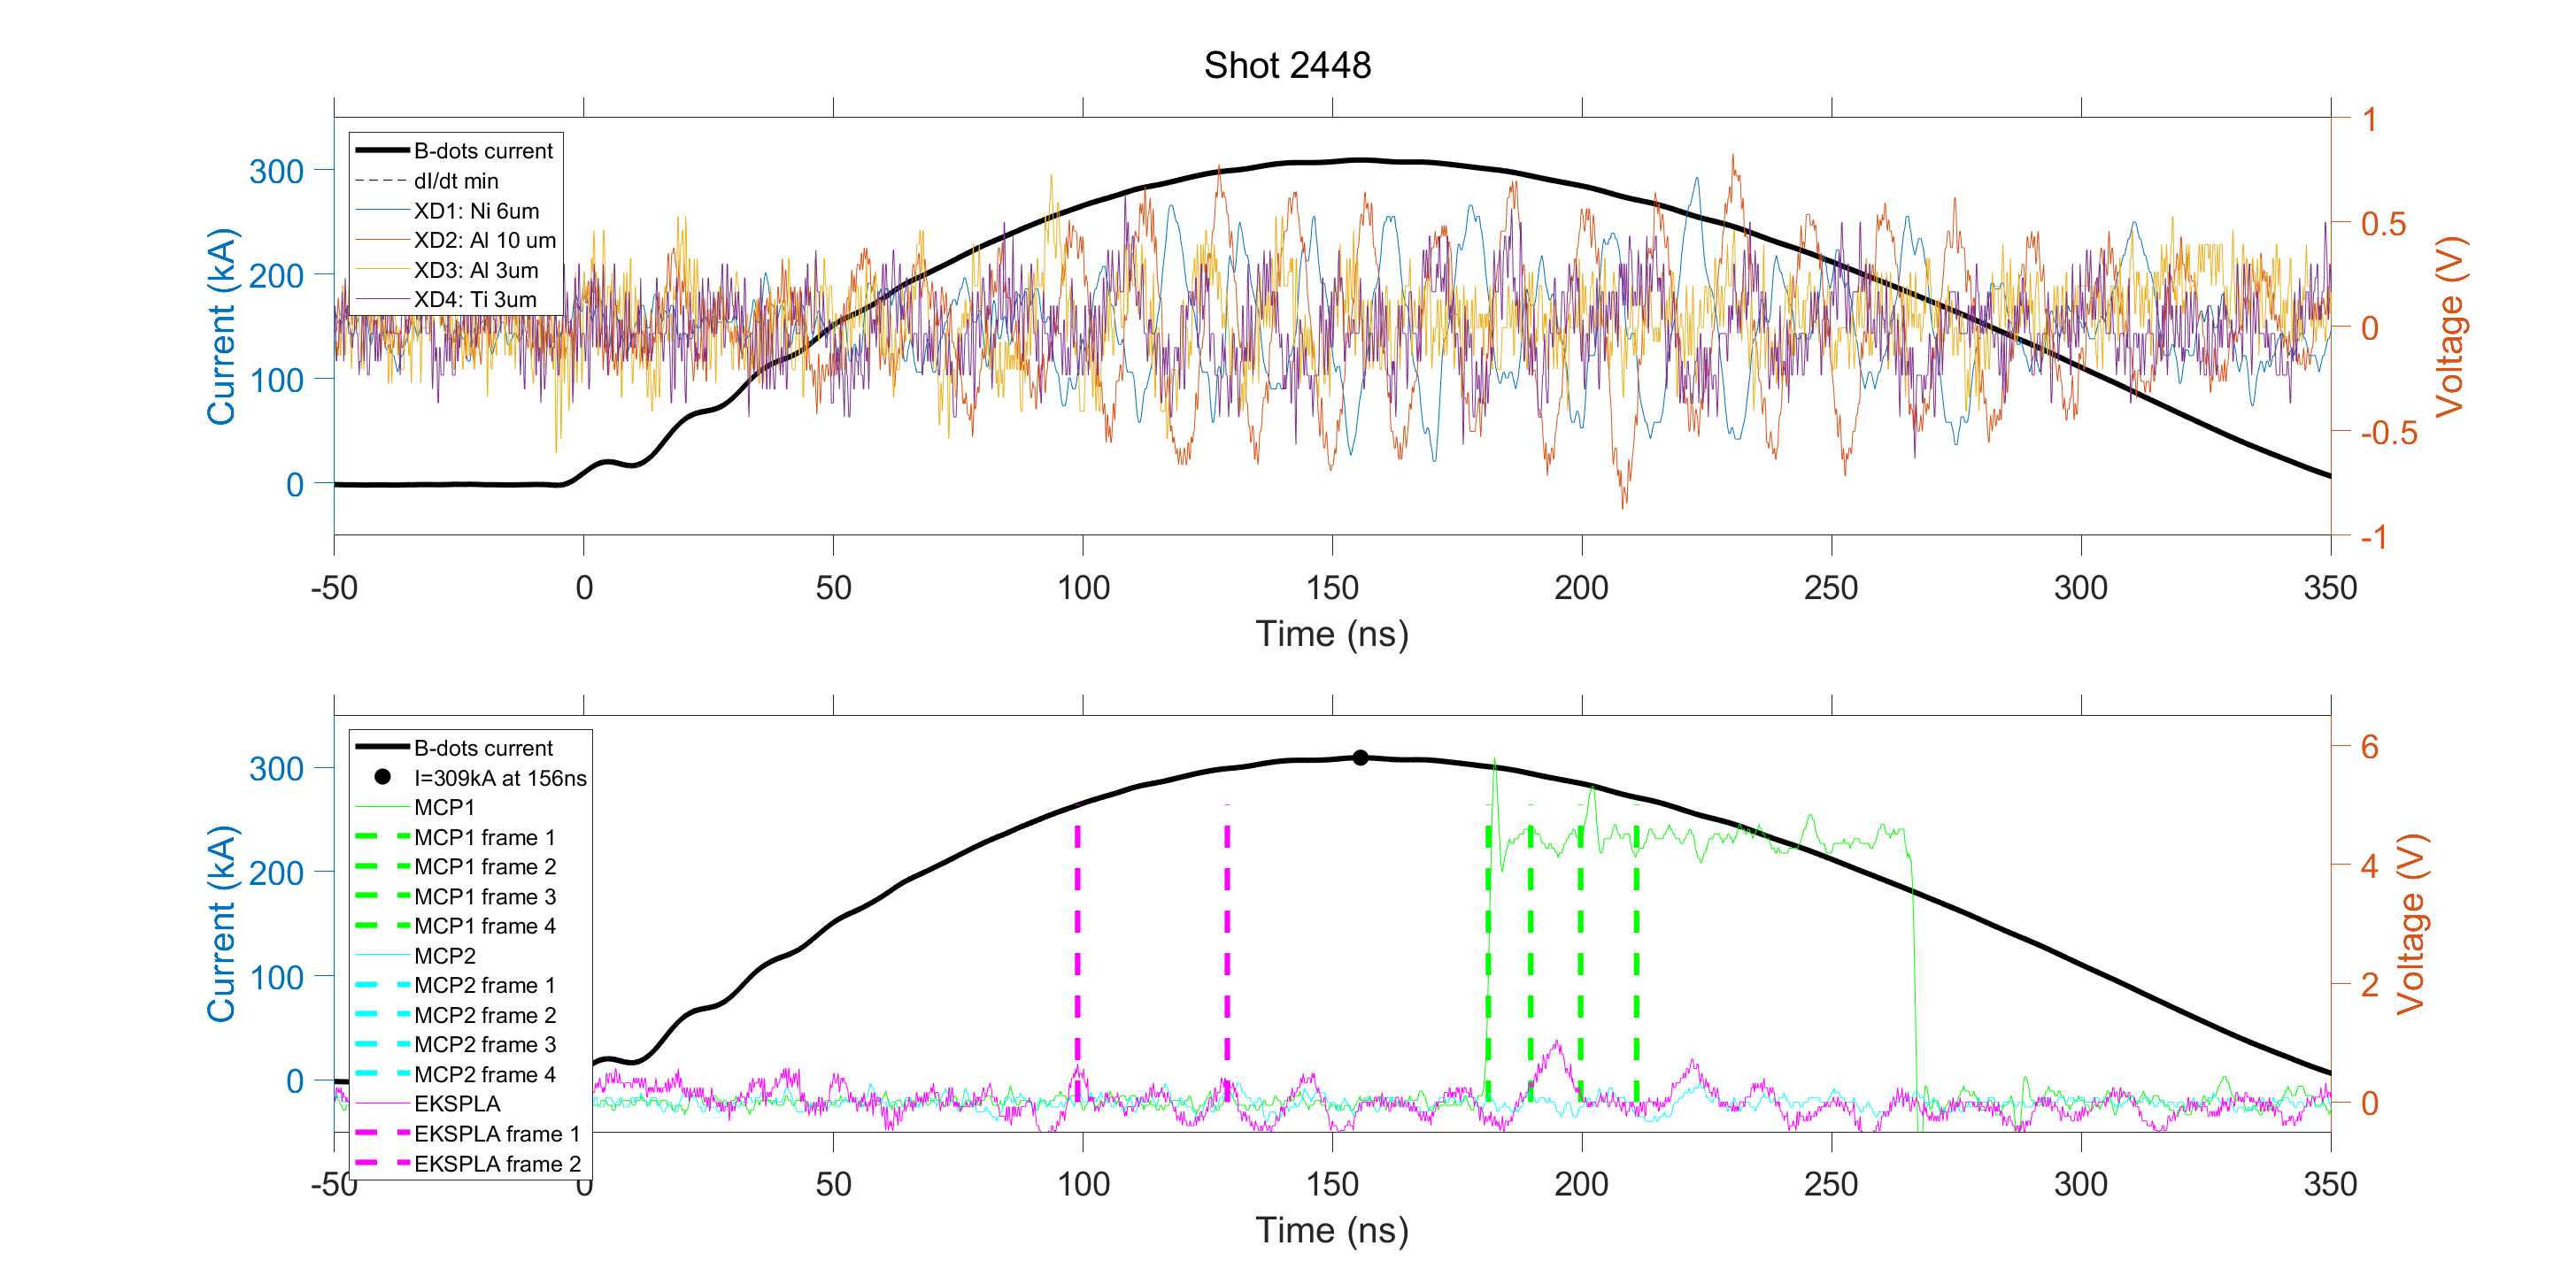 Shot 2448
B-dots current
dI/dt min
XD1: Ni 6um
XD2: Al 10 um
XD3: Al 3um
XD4: Ti 3um
Current (kA)
300
200
100
0
1
0.5
0
-0.5
-1
Voltage (V)
-50 0 50 100 150 200 250 300 350
Time (ns)
B-dots current
I=309kA at 156ns
MCP1
MCP1 frame 1
MCP1 frame 2
MCP1 frame 3
MCP1 frame 4
MCP2
MCP2 frame 1
MCP2 frame 2
MCP2 frame 3
MCP2 frame 4
EKSPLA
EKSPLA frame 1
EKSPLA frame 2
Current (kA)
300
200
100
0
6
4
2
0
Voltage (V)
-50 0 50 100 150 200 250 300 350
Time (ns)